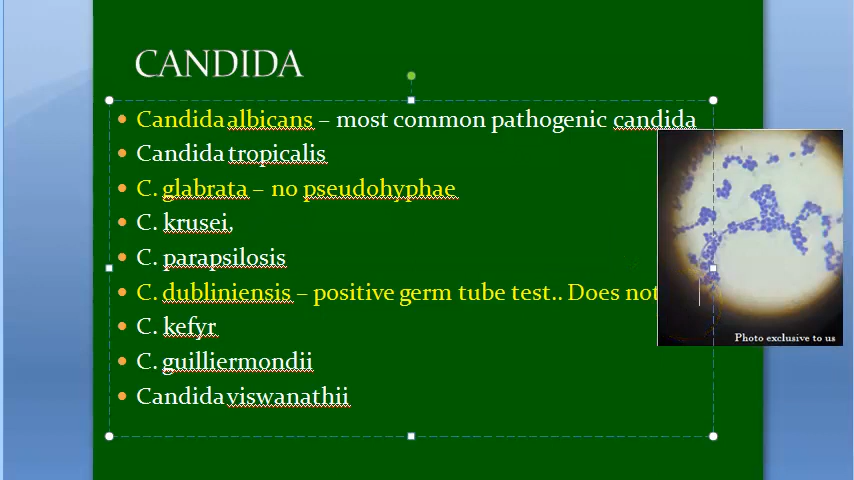 CANDIDA
Candida albicans – most common pathogenic candida
Candida tropicalis
C. glabrata – no pseudohyphae
C. krusei,
C. parapsilosis
C. dubliniensis – positive germ tube test.. Does not
C. kefyr
C. guilliermondii
Candida viswanathii
Photo exclusive to us